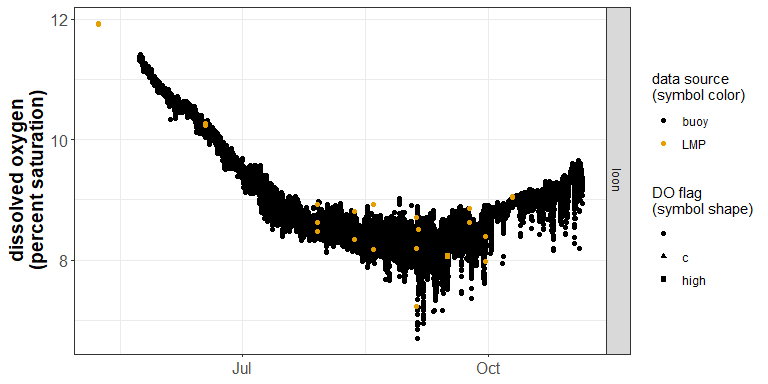 dissolved oxygen
(percent saturation)
12
10
8
Jul
Oct
loon
data source
(symbol color)
buoy
LMP
DO flag
(symbol shape)
c
high